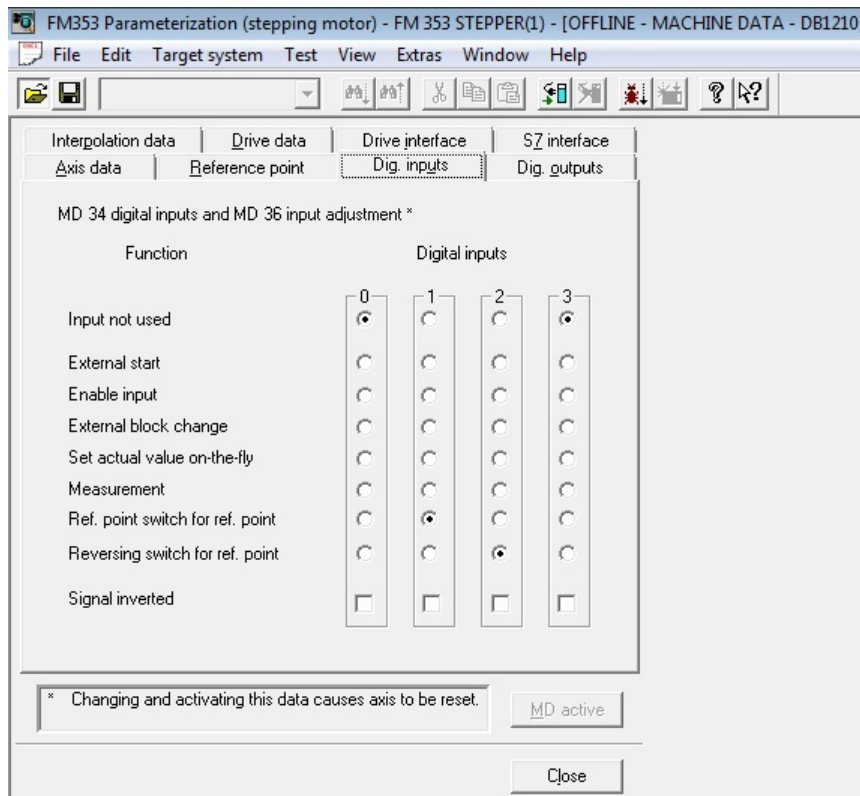 FM353 Parameterization (stepping motor) - FM 353 STEPPER(1) - [OFFLINE - MACHINE DATA - DB1210
File Edit Target system Test View Extras Window Help
Interpolation data Drive data Drive interface S7 interface
Axis data Reference point Dig. inputs Dig. outputs
MD 34 digital inputs and MD 36 input adjustment *
Function Digital inputs
0 1 2 3
Input not used
External start
Enable input
External block change
Set actual value on-the-fly
Measurement
Ref. point switch for ref. point
Reversing switch for ref. point
Signal inverted
* Changing and activating this data causes axis to be reset.
MD active
Close